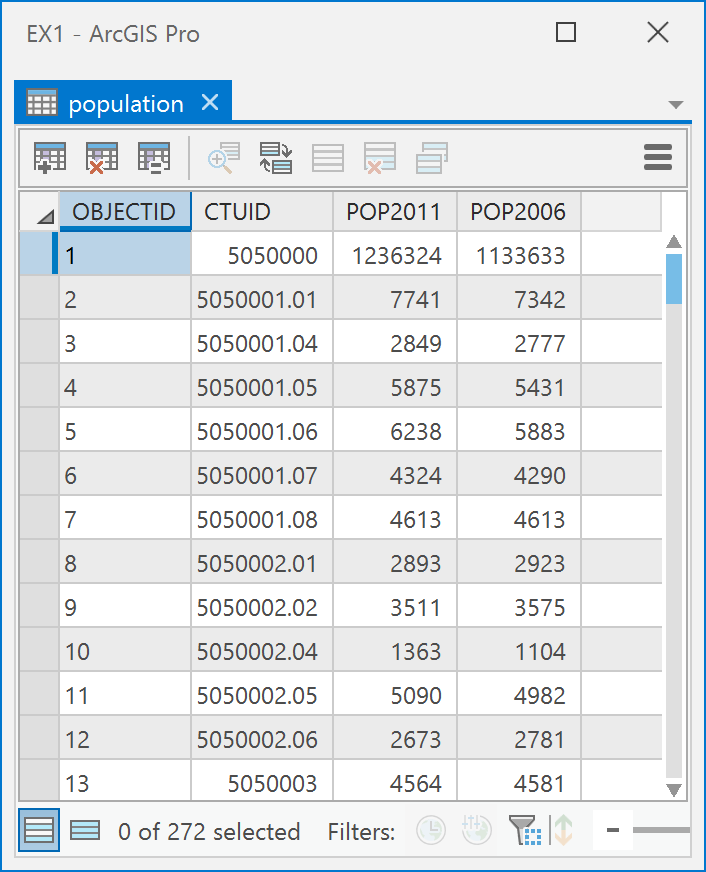 EX1 - ArcGIS Pro
population
OBJECTID CTUID POP2011 POP2006
1 5050000 1236324 1133633
2 5050001.01 7741 7342
3 5050001.04 2849 2777
4 5050001.05 5875 5431
5 5050001.06 6238 5883
6 5050001.07 4324 4290
7 5050001.08 4613 4613
8 5050002.01 2893 2923
9 5050002.02 3511 3575
10 5050002.04 1363 1104
11 5050002.05 5090 4982
12 5050002.06 2673 2781
13 5050003 4564 4581
0 of 272 selected Filters: